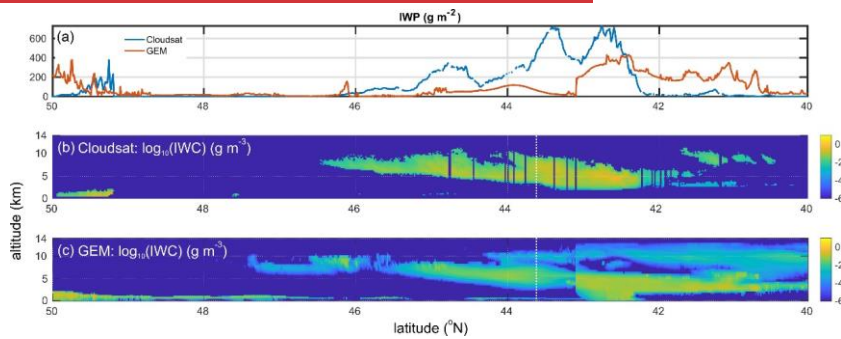 IWP (g m⁻²)
(a)
Cloudsat
GEM
600
400
200
0
50 48 46 44 42 40
(b) Cloudsat: log₁₀(IWC) (g m⁻³)
14
10
5
0
0
-2
-4
-6
50 48 46 44 42 40
altitude (km)
(c) GEM: log₁₀(IWC) (g m⁻³)
14
10
5
0
0
-2
-4
-6
50 48 46 44 42 40
latitude (°N)